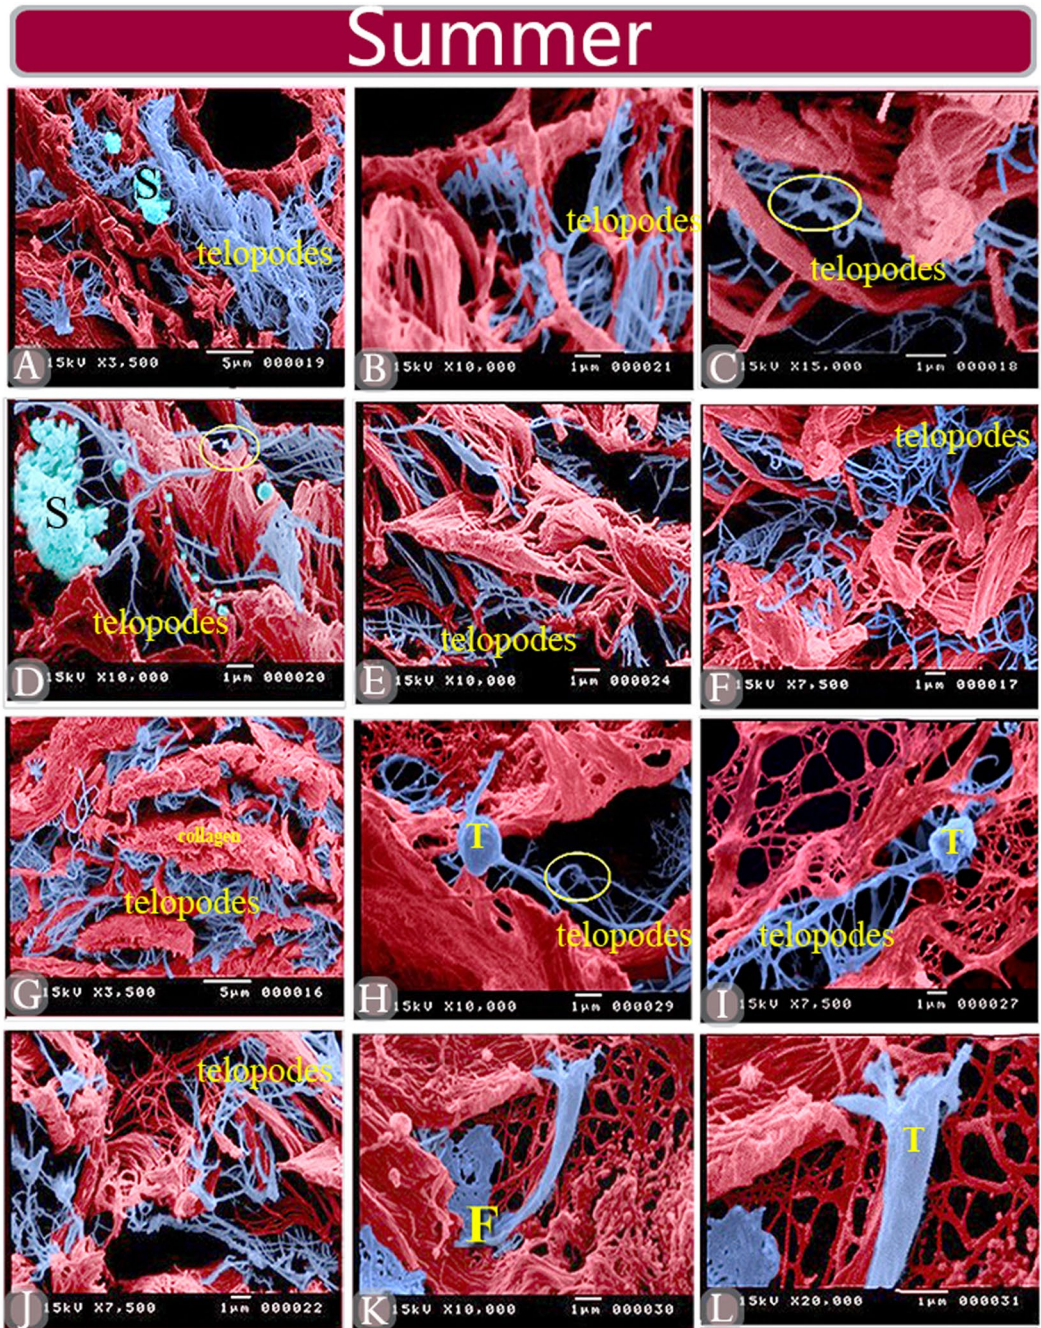 Summer
S
telopodes
A 15kV X3,500 5µm 000019
telopodes
B 15kV X10,000 1µm 000021
telopodes
C 15kV X15,000 1µm 000018
S
telopodes
D 15kV X10,000 1µm 000020
telopodes
E 15kV X10,000 1µm 000024
telopodes
F 15kV X7,500 1µm 000017
collagen
telopodes
G 15kV X3,500 5µm 000016
T
telopodes
H 15kV X10,000 1µm 000029
T
telopodes
I 15kV X7,500 1µm 000027
telopodes
J 15kV X7,500 1µm 000022
F
K 15kV X10,000 1µm 000030
T
L 15kV X20,000 1µm 000031